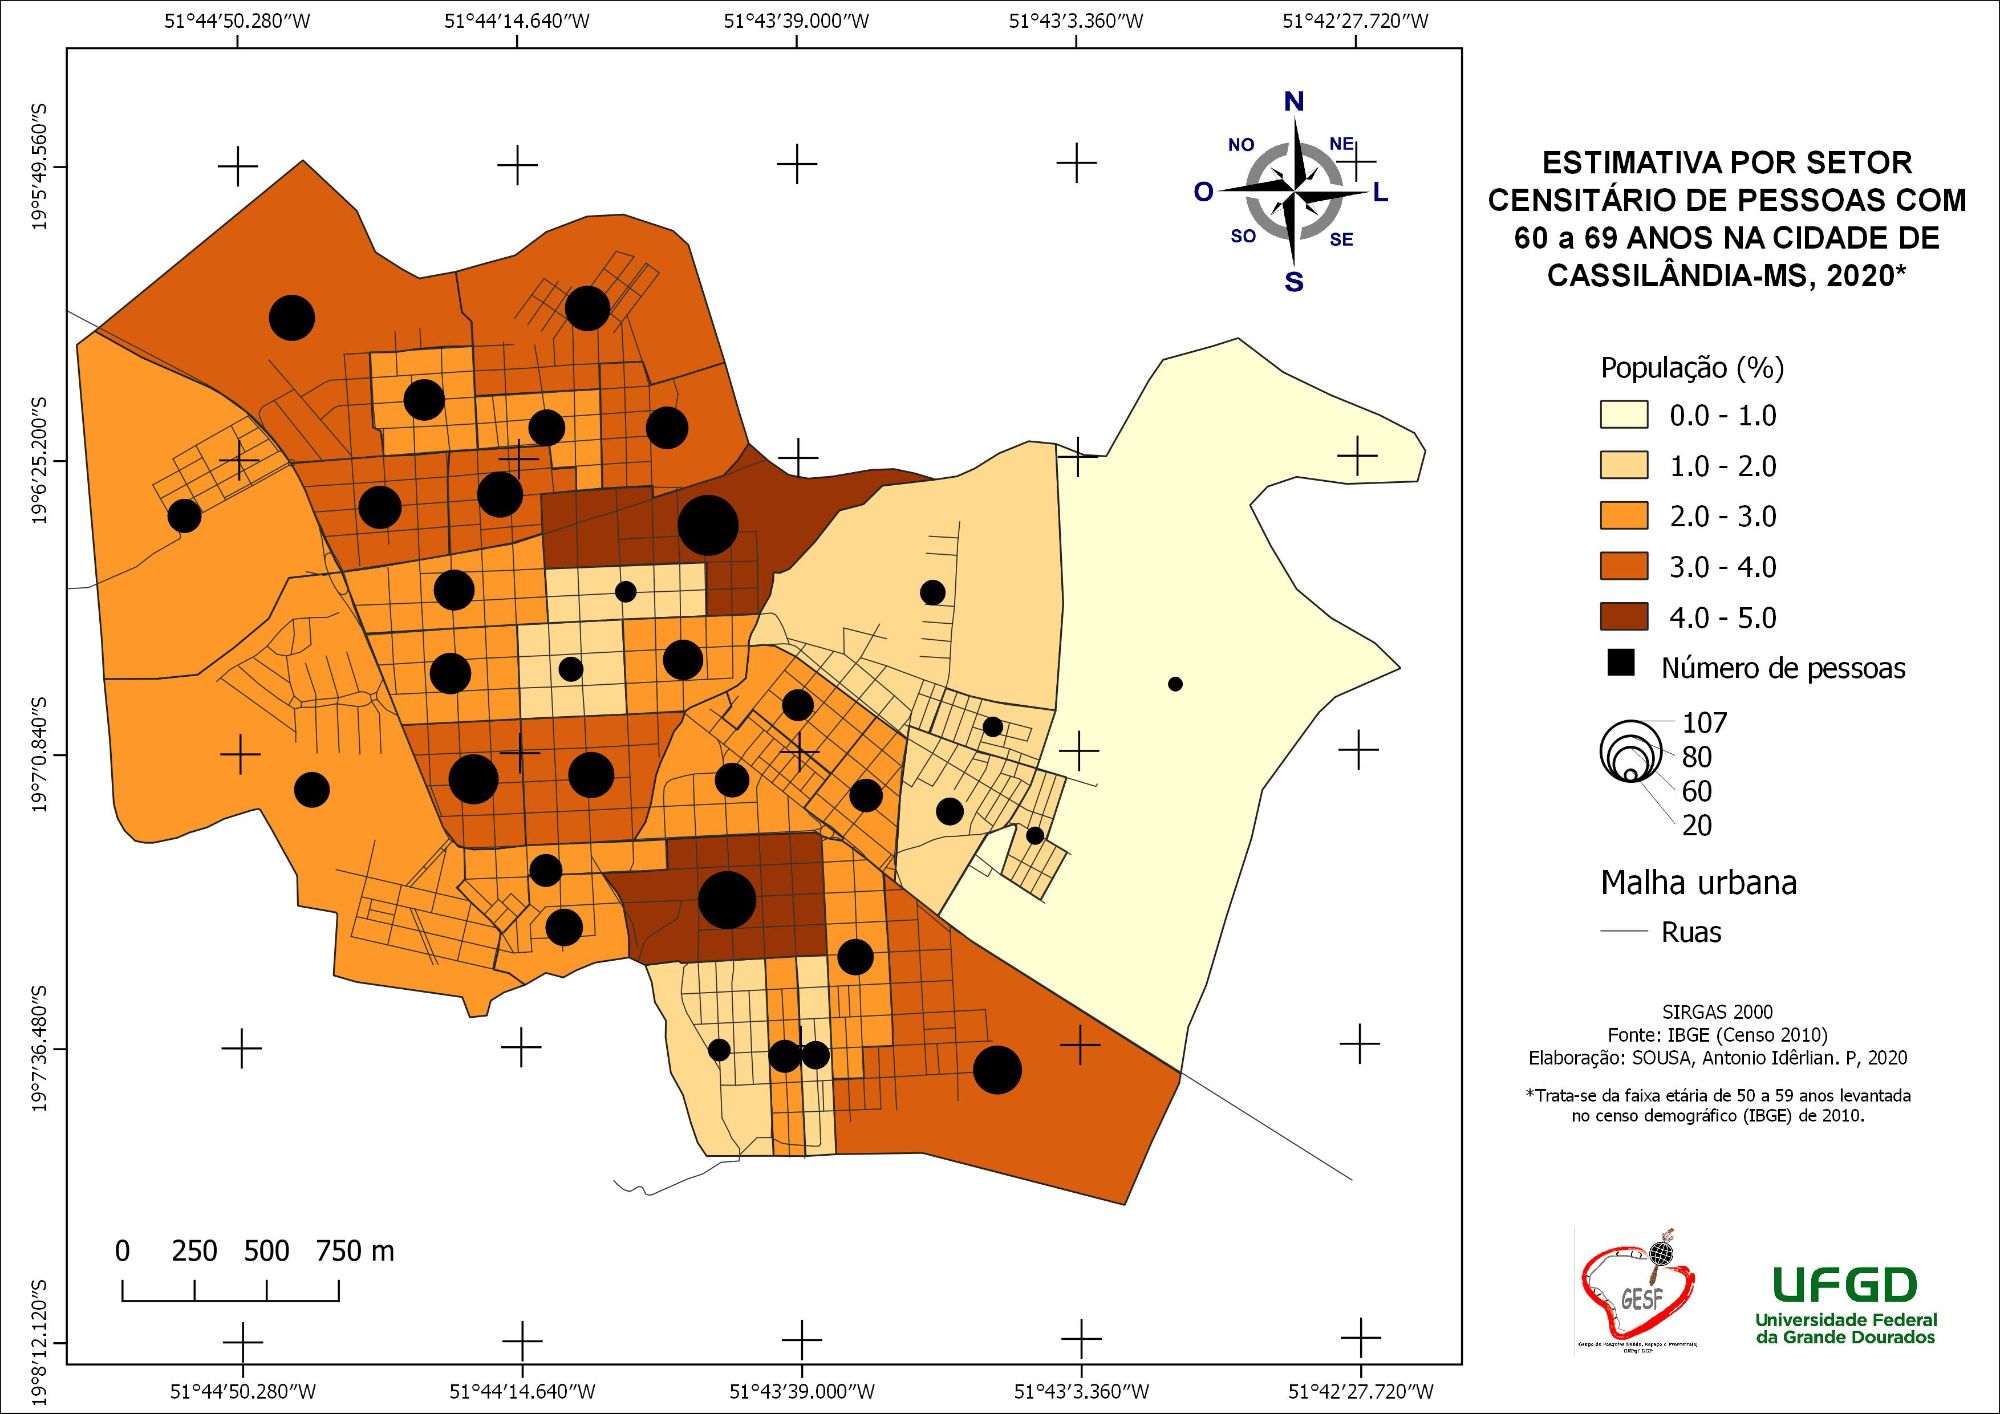 51°44′50.280″W 51°44′14.640″W 51°43′39.000″W 51°43′3.360″W 51°42′27.720″W
19°5′49.560″S
19°6′25.200″S
19°7′0.840″S
19°7′36.480″S
19°8′12.120″S
N
NO NE
O L
SO SE
S
0 250 500 750 m
51°44′50.280″W 51°44′14.640″W 51°43′39.000″W 51°43′3.360″W 51°42′27.720″W
ESTIMATIVA POR SETOR
CENSITÁRIO DE PESSOAS COM
60 a 69 ANOS NA CIDADE DE
CASSILÂNDIA-MS, 2020*
População (%)
0.0 - 1.0
1.0 - 2.0
2.0 - 3.0
3.0 - 4.0
4.0 - 5.0
Número de pessoas
107
80
60
20
Malha urbana
Ruas
SIRGAS 2000
Fonte: IBGE (Censo 2010)
Elaboração: SOUSA, Antonio Idêrlian. P, 2020
*Trata-se da faixa etária de 50 a 59 anos levantada
no censo demográfico (IBGE) de 2010.
GESF
UFGD
Universidade Federal
da Grande Dourados